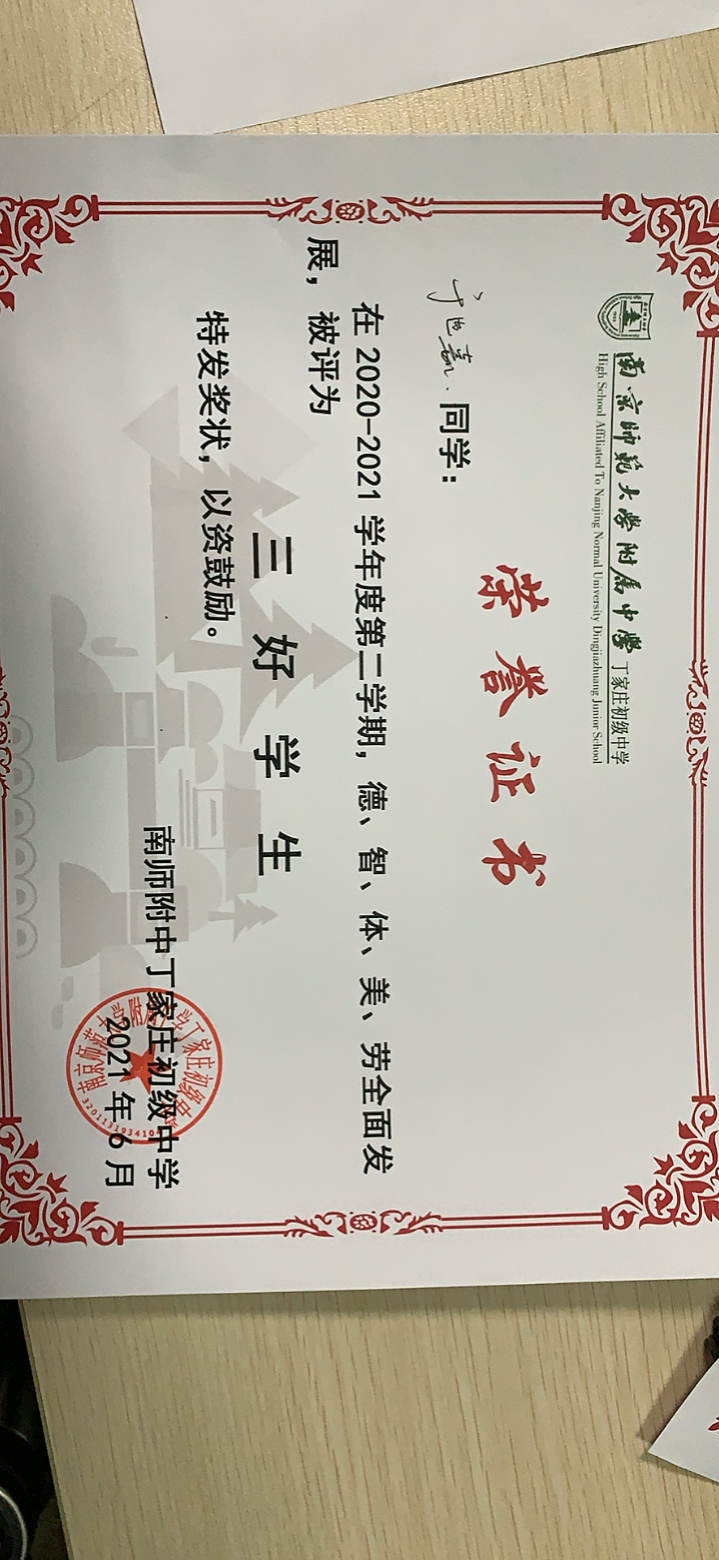 南京师范大学附属中学 丁家庄初级中学
High School Affiliated To Nanjing Normal University Dingjiazhuang Junior School
荣誉证书
同学：
在 2020-2021 学年度第二学期，德、智、体、美、劳全面发
展，被评为
三好学生
特发奖状，以资鼓励。
南师附中丁家庄初级中学
2021 年 6 月